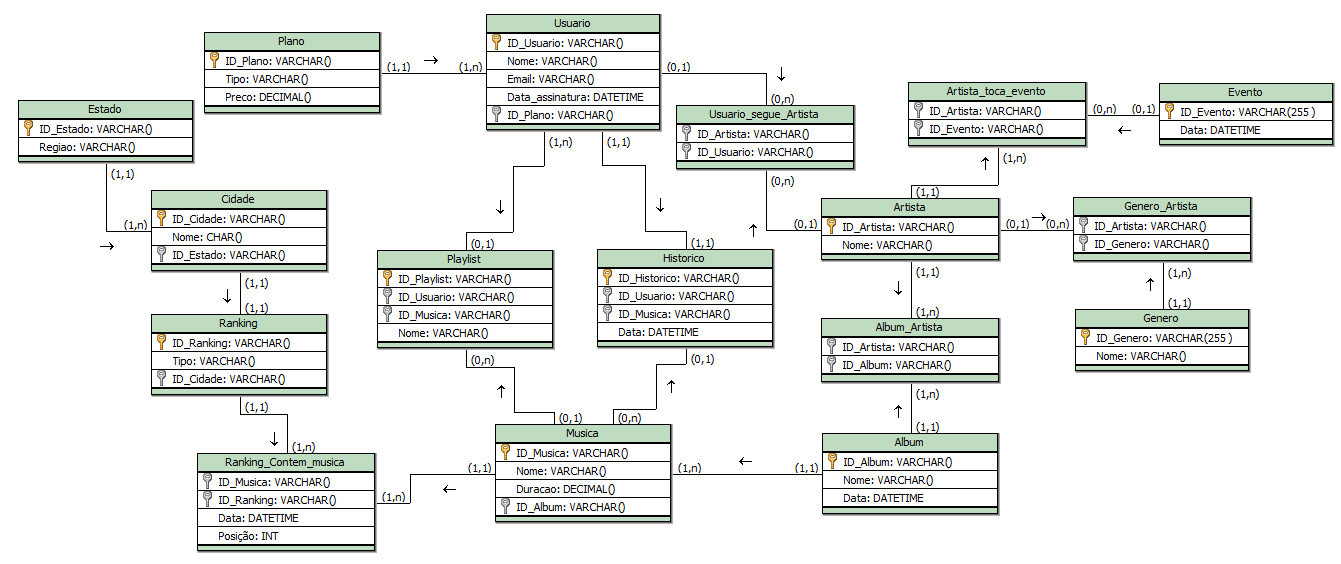 Plano
ID_Plano: VARCHAR()
Tipo: VARCHAR()
Preco: DECIMAL()
(1,1)
(1,n)
Usuario
ID_Usuario: VARCHAR()
Nome: VARCHAR()
Email: VARCHAR()
Data_assinatura: DATETIME
ID_Plano: VARCHAR()
(0,1)
(0,n)
(1,n)
(1,1)
Usuario_segue_Artista
ID_Artista: VARCHAR()
ID_Usuario: VARCHAR()
(0,n)
(0,1)
Artista_toca_evento
ID_Artista: VARCHAR()
ID_Evento: VARCHAR()
(0,n)
(0,1)
(1,n)
(1,1)
Evento
ID_Evento: VARCHAR(255 )
Data: DATETIME
Estado
ID_Estado: VARCHAR()
Regiao: VARCHAR()
(1,1)
(1,n)
Cidade
ID_Cidade: VARCHAR()
Nome: CHAR()
ID_Estado: VARCHAR()
(1,1)
(1,1)
Artista
ID_Artista: VARCHAR()
Nome: VARCHAR()
(0,1)
(0,n)
(1,1)
(1,n)
Genero_Artista
ID_Artista: VARCHAR()
ID_Genero: VARCHAR()
(1,n)
(1,1)
Genero
ID_Genero: VARCHAR(255 )
Nome: VARCHAR()
(0,1)
Playlist
ID_Playlist: VARCHAR()
ID_Usuario: VARCHAR()
ID_Musica: VARCHAR()
Nome: VARCHAR()
(0,n)
(0,1)
(1,1)
Historico
ID_Historico: VARCHAR()
ID_Usuario: VARCHAR()
ID_Musica: VARCHAR()
Data: DATETIME
(0,1)
(0,n)
Ranking
ID_Ranking: VARCHAR()
Tipo: VARCHAR()
ID_Cidade: VARCHAR()
(1,1)
(1,n)
Album_Artista
ID_Artista: VARCHAR()
ID_Album: VARCHAR()
(1,n)
(1,1)
Ranking_Contem_musica
ID_Musica: VARCHAR()
ID_Ranking: VARCHAR()
Data: DATETIME
Posição: INT
(1,n)
(1,1)
Musica
ID_Musica: VARCHAR()
Nome: VARCHAR()
Duracao: DECIMAL()
ID_Album: VARCHAR()
(1,n)
(1,1)
Album
ID_Album: VARCHAR()
Nome: VARCHAR()
Data: DATETIME